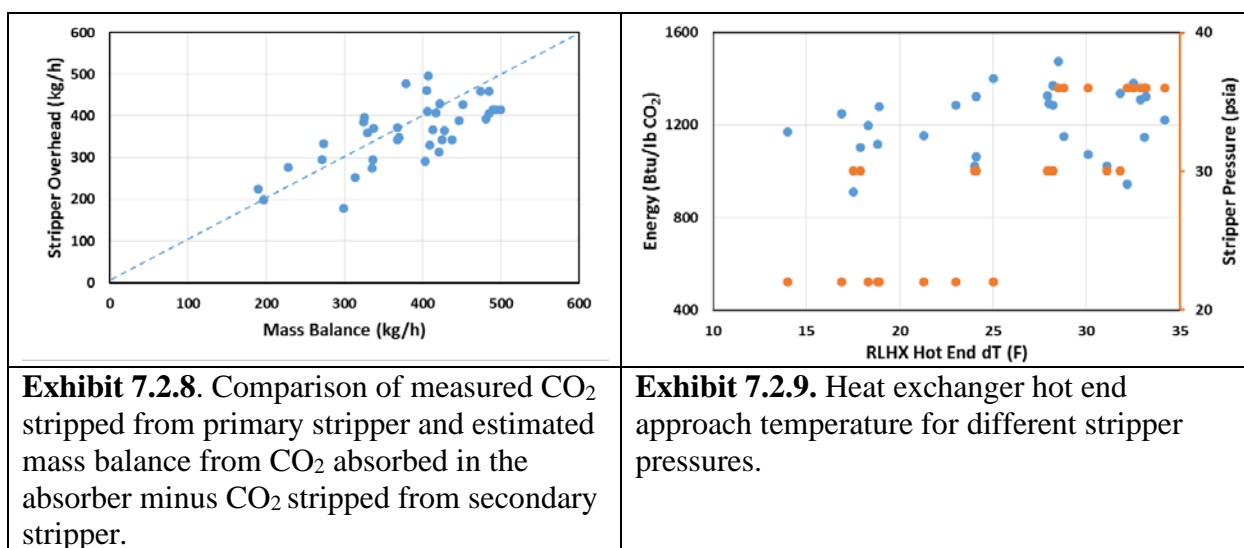 Stripper Overhead (kg/h)
600
500
400
300
200
100
0
0 100 200 300 400 500 600
Mass Balance (kg/h)
Exhibit 7.2.8. Comparison of measured CO2
stripped from primary stripper and estimated
mass balance from CO2 absorbed in the
absorber minus CO2 stripped from secondary
stripper.
Energy (Btu/lb CO2)
1600
1200
800
400
10 15 20 25 30 35
RLHX Hot End dT (F)
40
30
20
Stripper Pressure (psia)
Exhibit 7.2.9. Heat exchanger hot end
approach temperature for different stripper
pressures.